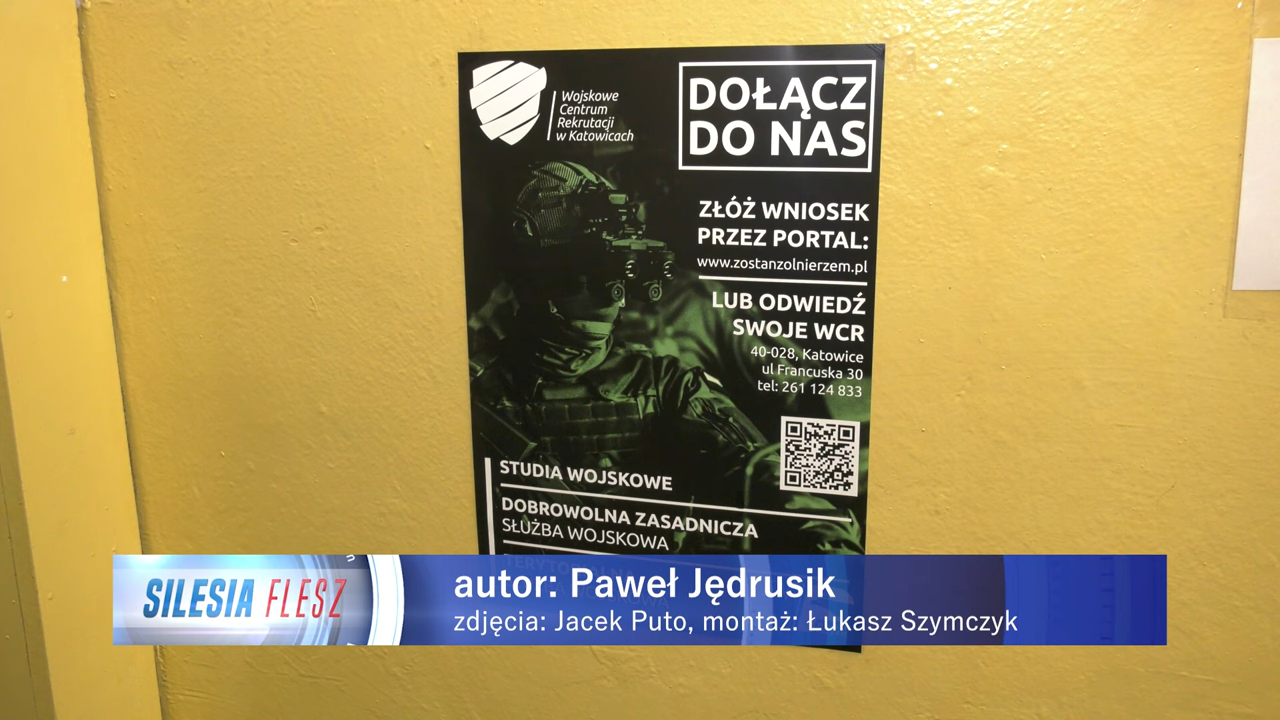 Wojskowe
Centrum
Rekrutacji
w Katowicach
DOŁĄCZ
DO NAS
ZŁÓŻ WNIOSEK
PRZEZ PORTAL:
www.zostanzolnierzem.pl
LUB ODWIEDŹ
SWOJE WCR
40-028, Katowice
ul Francuska 30
tel: 261 124 833
STUDIA WOJSKOWE
DOBROWOLNA ZASADNICZA
SŁUŻBA WOJSKOWA
SILESIA FLESZ
autor: Paweł Jędrusik
zdjęcia: Jacek Puto, montaż: Łukasz Szymczyk